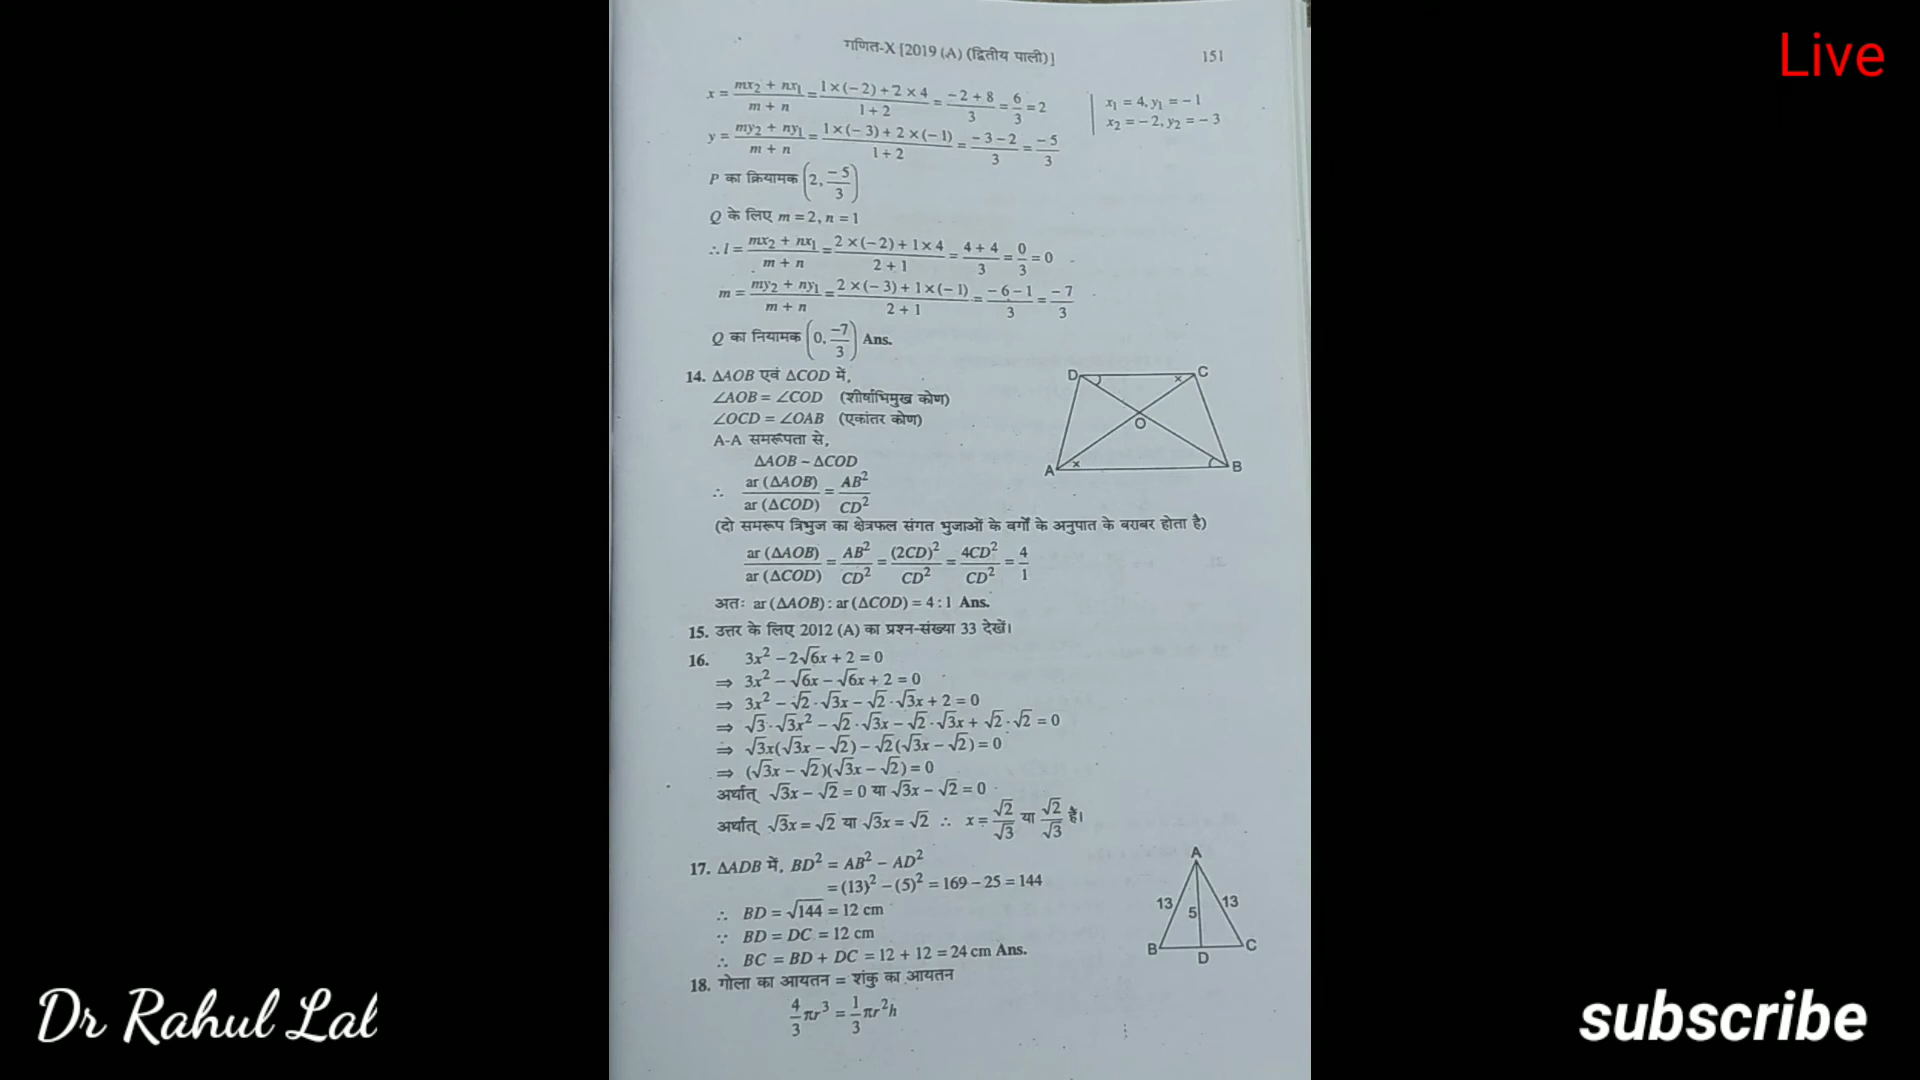 गणित-X [2019 (A) (द्वितीय पाली)] 151
Live
x = mx₂ + nx₁ / m + n = 1 × (– 2) + 2 × 4 / 1 + 2 = – 2 + 8 / 3 = 6 / 3 = 2
x₁ = 4, y₁ = – 1
x₂ = – 2, y₂ = – 3
y = my₂ + ny₁ / m + n = 1 × (– 3) + 2 × (– 1) / 1 + 2 = – 3 – 2 / 3 = – 5 / 3
P का क्रियामक (2, – 5 / 3)
Q के लिए m = 2, n = 1
∴ l = mx₂ + nx₁ / m + n = 2 × (– 2) + 1 × 4 / 2 + 1 = 4 + 4 / 3 = 0 / 3 = 0
m = my₂ + ny₁ / m + n = 2 × (– 3) + 1 × (– 1) / 2 + 1 = – 6 – 1 / 3 = – 7 / 3
Q का नियामक (0, –7 / 3) Ans.
14. ΔAOB एवं ΔCOD में,
∠AOB = ∠COD (शीर्षाभिमुख कोण)
∠OCD = ∠OAB (एकांतर कोण)
A-A समरूपता से,
ΔAOB ~ ΔCOD
∴ ar (ΔAOB) / ar (ΔCOD) = AB² / CD²
D C
O
A B
(दो समरूप त्रिभुज का क्षेत्रफल संगत भुजाओं के वर्गों के अनुपात के बराबर होता है)
ar (ΔAOB) / ar (ΔCOD) = AB² / CD² = (2CD)² / CD² = 4CD² / CD² = 4 / 1
अतः ar (ΔAOB) : ar (ΔCOD) = 4 : 1 Ans.
15. उत्तर के लिए 2012 (A) का प्रश्न-संख्या 33 देखें।
16. 3x² – 2√6x + 2 = 0
⇒ 3x² – √6x – √6x + 2 = 0
⇒ 3x² – √2 · √3x – √2 · √3x + 2 = 0
⇒ √3 · √3x² – √2 · √3x – √2 · √3x + √2 · √2 = 0
⇒ √3x(√3x – √2) – √2(√3x – √2) = 0
⇒ (√3x – √2)(√3x – √2) = 0
अर्थात् √3x – √2 = 0 या √3x – √2 = 0
अर्थात् √3x = √2 या √3x = √2 ∴ x = √2 / √3 या √2 / √3 हैं।
17. ΔADB में, BD² = AB² – AD²
= (13)² – (5)² = 169 – 25 = 144
∴ BD = √144 = 12 cm
∵ BD = DC = 12 cm
∴ BC = BD + DC = 12 + 12 = 24 cm Ans.
A
13 5 13
B D C
18. गोला का आयतन = शंकु का आयतन
4 / 3 πr³ = 1 / 3 πr²h
Dr Rahul Lal
subscribe